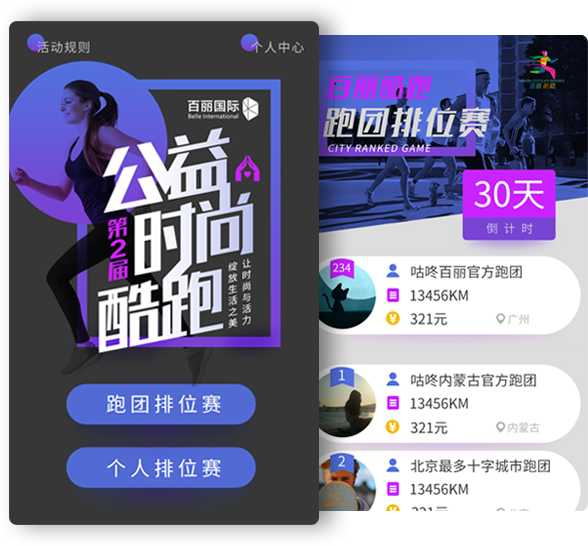 活动规则
个人中心
百丽国际
Belle International
公益
第2届
时尚
酷跑
让时尚与活力
绽放生活之美
跑团排位赛
个人排位赛
百丽酷跑
跑团排位赛
CITY RANKED GAME
30天
倒计时
234
咕咚百丽官方跑团
13456KM
321元
广州
1
咕咚内蒙古官方跑团
13456KM
321元
内蒙古
2
北京最多十字城市跑团
13456KM
321元